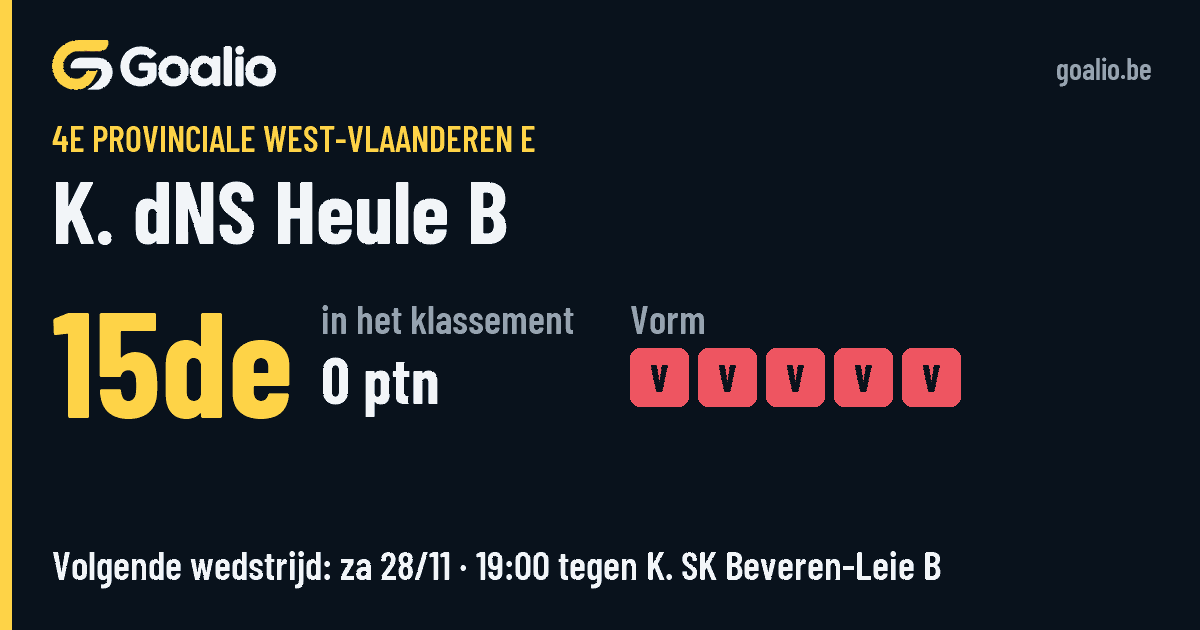 Goalio
goalio.be
4E PROVINCIALE WEST-VLAANDEREN E
K. dNS Heule B
15de
in het klassement
0 ptn
Vorm
V V V V V
Volgende wedstrijd: za 28/11 · 19:00 tegen K. SK Beveren-Leie B